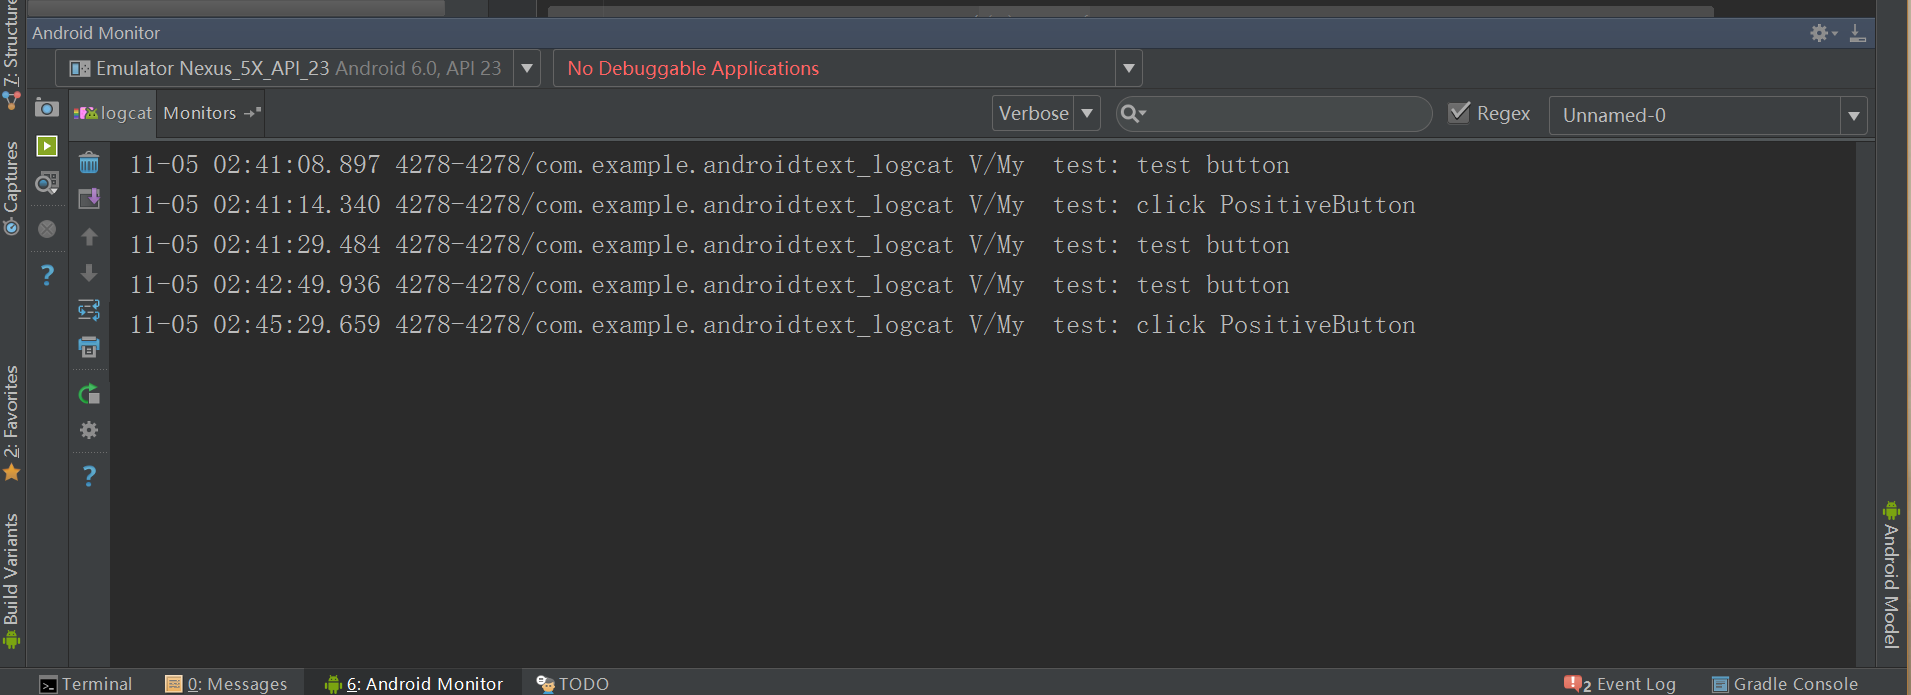 Android Monitor
Emulator Nexus_5X_API_23 Android 6.0, API 23
No Debuggable Applications
logcat
Monitors
Verbose
Regex
Unnamed-0
11-05 02:41:08.897 4278-4278/com.example.androidtext_logcat V/My  test: test button
11-05 02:41:14.340 4278-4278/com.example.androidtext_logcat V/My  test: click PositiveButton
11-05 02:41:29.484 4278-4278/com.example.androidtext_logcat V/My  test: test button
11-05 02:42:49.936 4278-4278/com.example.androidtext_logcat V/My  test: test button
11-05 02:45:29.659 4278-4278/com.example.androidtext_logcat V/My  test: click PositiveButton
7: Structure
Captures
2: Favorites
Build Variants
Android Model
Terminal
0: Messages
6: Android Monitor
TODO
2 Event Log
Gradle Console